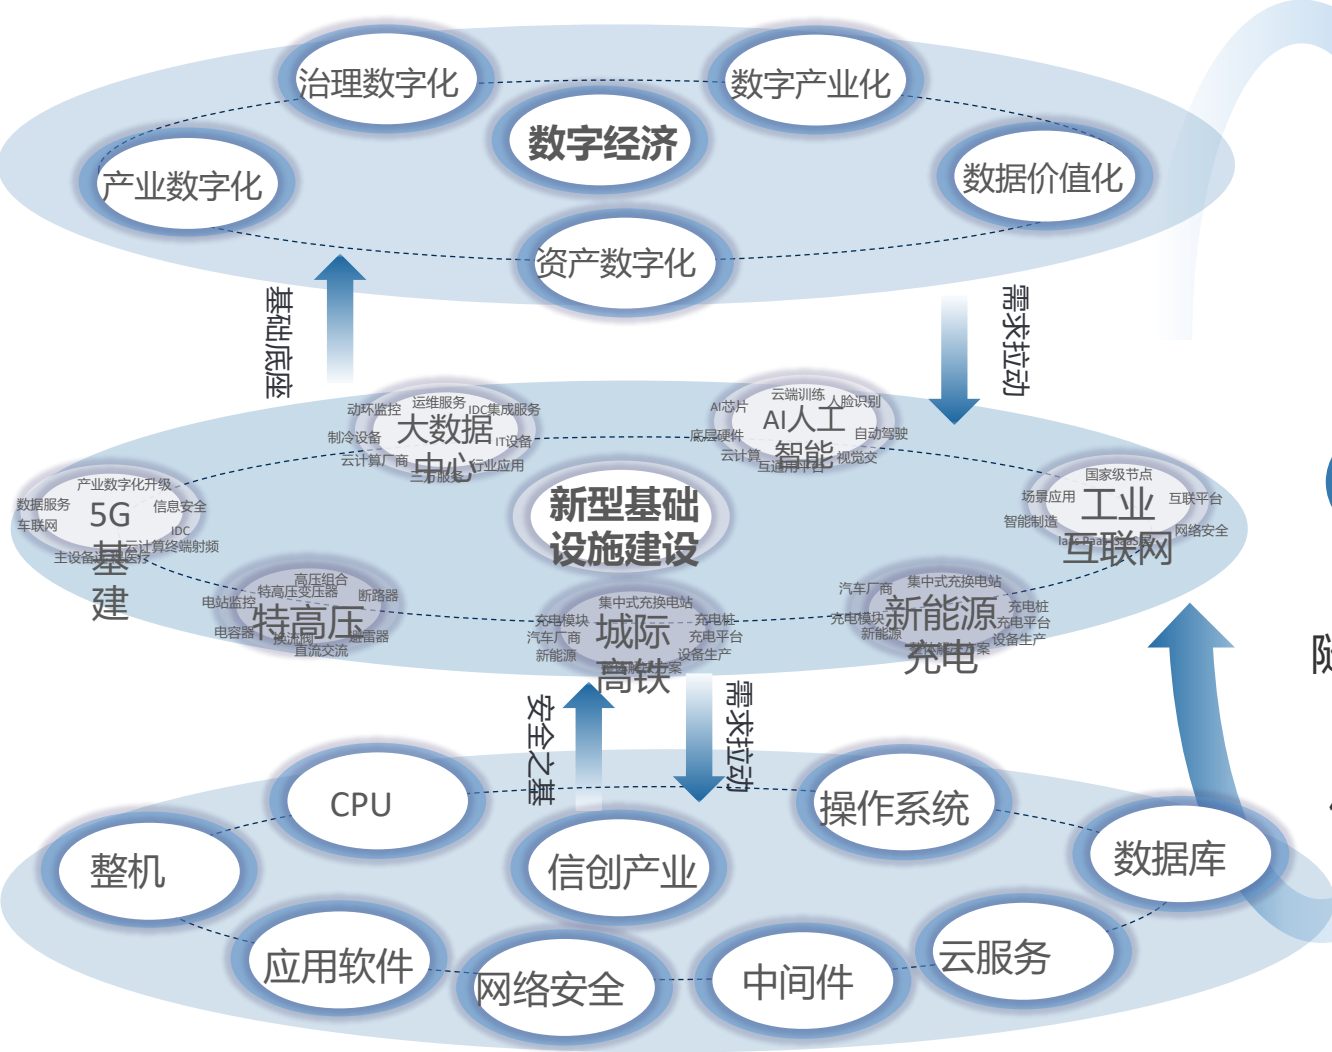 治理数字化
数字产业化
数字经济
产业数字化
数据价值化
资产数字化
基础底座
需求拉动
动环监控
运维服务
IDC集成服务
制冷设备
大数据
中心
IT设备
云计算厂商
三方服务
行业应用
AI芯片
云端训练
人脸识别
底层硬件
AI人工
智能
自动驾驶
云计算
视觉交
产业数字化升级
数据服务
5G
基
建
信息安全
车联网
IDC
云计算终端射频
新型基础
设施建设
国家级节点
场景应用
工业
互联网
互联平台
智能制造
网络安全
高压组合
特高压变压器
断路器
电站监控
特高压
电容器
换流阀
避雷器
直流交流
集中式充换电站
充电模块
城际
高铁
充电桩
汽车厂商
充电平台
新能源
设备生产
汽车厂商
集中式充换电站
新能源
充电
充电桩
充电模块
充电平台
新能源
设备生产
安全之基
需求拉动
CPU
操作系统
整机
信创产业
数据库
应用软件
网络安全
中间件
云服务